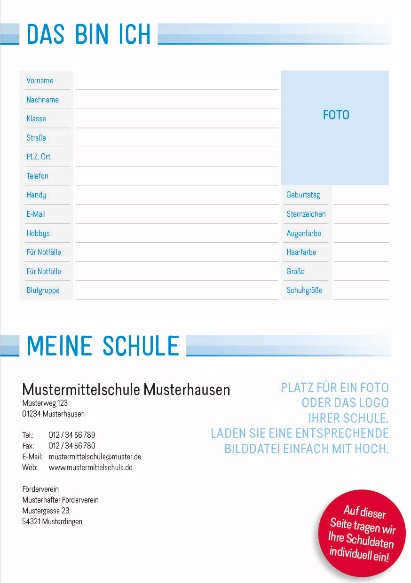 DAS BIN ICH
Vorname
Nachname
Klasse
Straße
PLZ, Ort
Telefon
Handy
E-Mail
Hobbys
Für Notfälle
Für Notfälle
Blutgruppe
FOTO
Geburtstag
Sternzeichen
Augenfarbe
Haarfarbe
Größe
Schuhgröße
MEINE SCHULE
Mustermittelschule Musterhausen
Musterweg 123
01234 Musterhausen
Tel.: 012 / 34 56 789
Fax: 012 / 34 56 780
E-Mail: mustermittelschule@muster.de
Web: www.mustermittelschule.de
Förderverein
Musterhafter Förderverein
Mustergasse 23
54321 Musterdingen
PLATZ FÜR EIN FOTO
ODER DAS LOGO
IHRER SCHULE.
LADEN SIE EINE ENTSPRECHENDE
BILDDATEI EINFACH MIT HOCH.
Auf dieser
Seite tragen wir
Ihre Schuldaten
individuell ein!